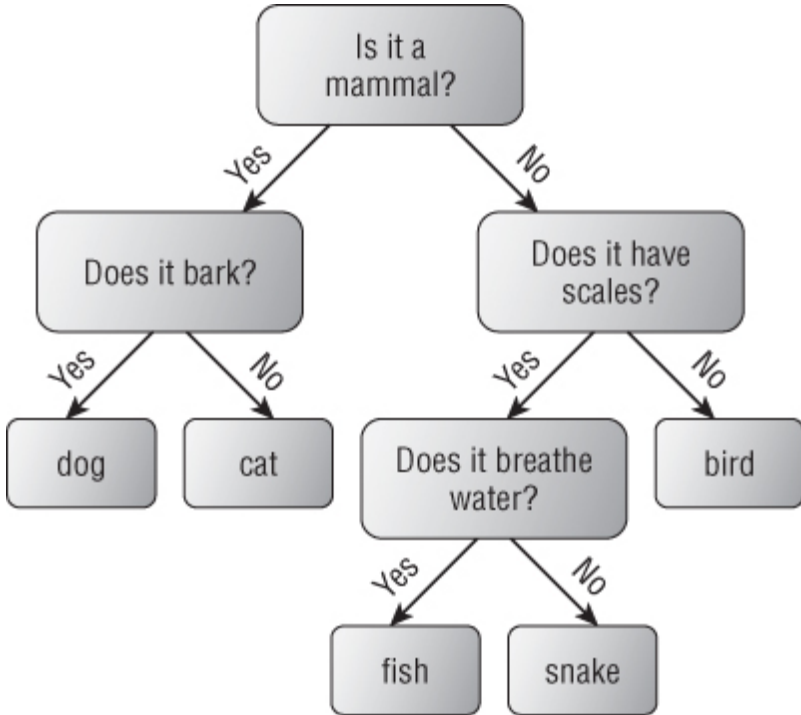 Is it a
mammal?
Yes
No
Does it bark?
Does it have
scales?
Yes
No
Yes
No
dog
cat
Does it breathe
water?
bird
Yes
No
fish
snake